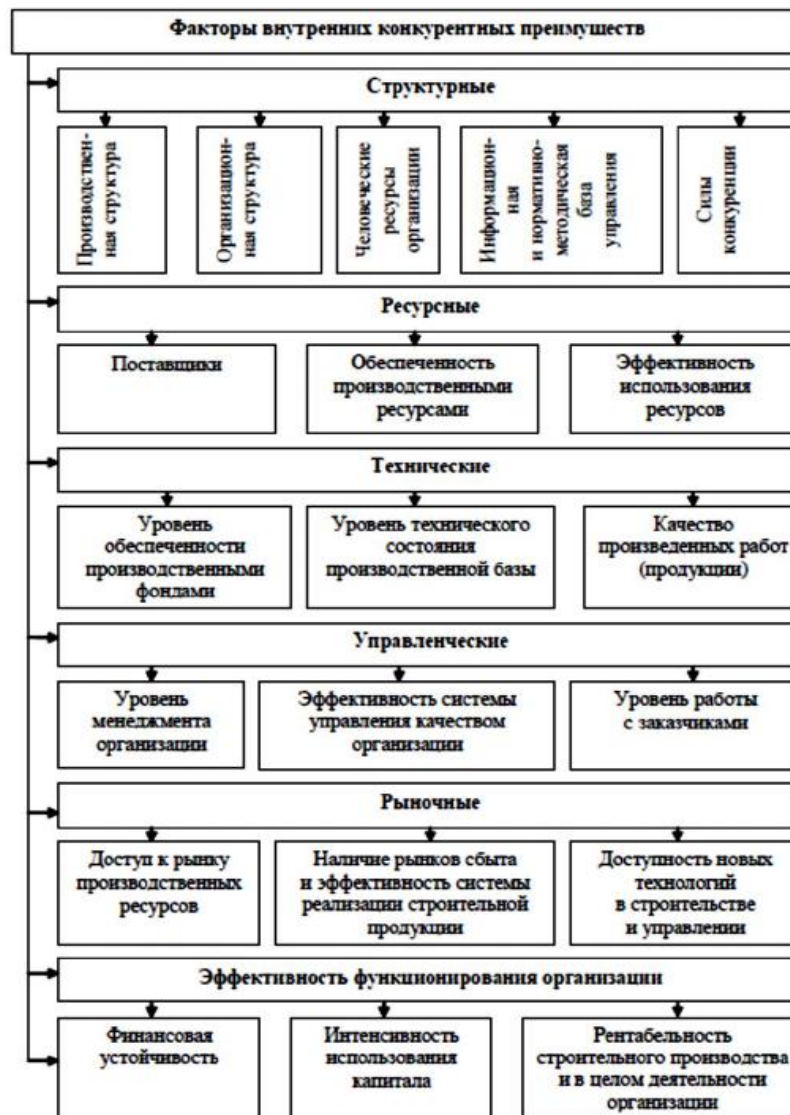 Факторы внутренних конкурентных преимуществ
Структурные
Производствен-
ная структура
Организацион-
ная структура
Человеческие
ресурсы
организации
Информацион-
ная
и нормативно-
методическая
база
управления
Силы
конкуренции
Ресурсные
Поставщики
Обеспеченность
производственными
ресурсами
Эффективность
использования
ресурсов
Технические
Уровень
обеспеченности
производственными
фондами
Уровень технического
состояния
производственной базы
Качество
произведенных работ
(продукции)
Управленческие
Уровень
менеджмента
организации
Эффективность системы
управления качеством
организации
Уровень работы
с заказчиками
Рыночные
Доступ к рынку
производственных
ресурсов
Наличие рынков сбыта
и эффективность системы
реализации строительной
продукции
Доступность новых
технологий
в строительстве
и управлении
Эффективность функционирования организации
Финансовая
устойчивость
Интенсивность
использования
капитала
Рентабельность
строительного производства
и в целом деятельности
организации